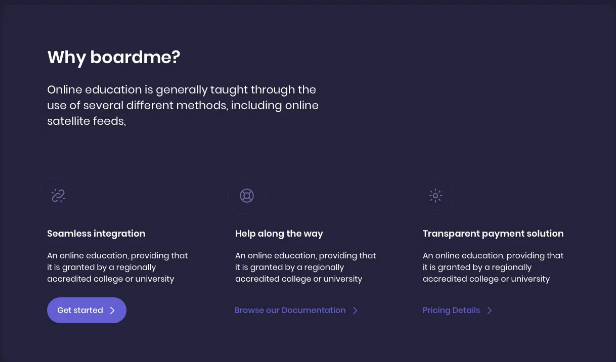 Why boardme?
Online education is generally taught through the
use of several different methods, including online
satellite feeds,
Seamless integration
An online education, providing that
it is granted by a regionally
accredited college or university
Get started
Help along the way
An online education, providing that
it is granted by a regionally
accredited college or university
Browse our Documentation
Transparent payment solution
An online education, providing that
it is granted by a regionally
accredited college or university
Pricing Details